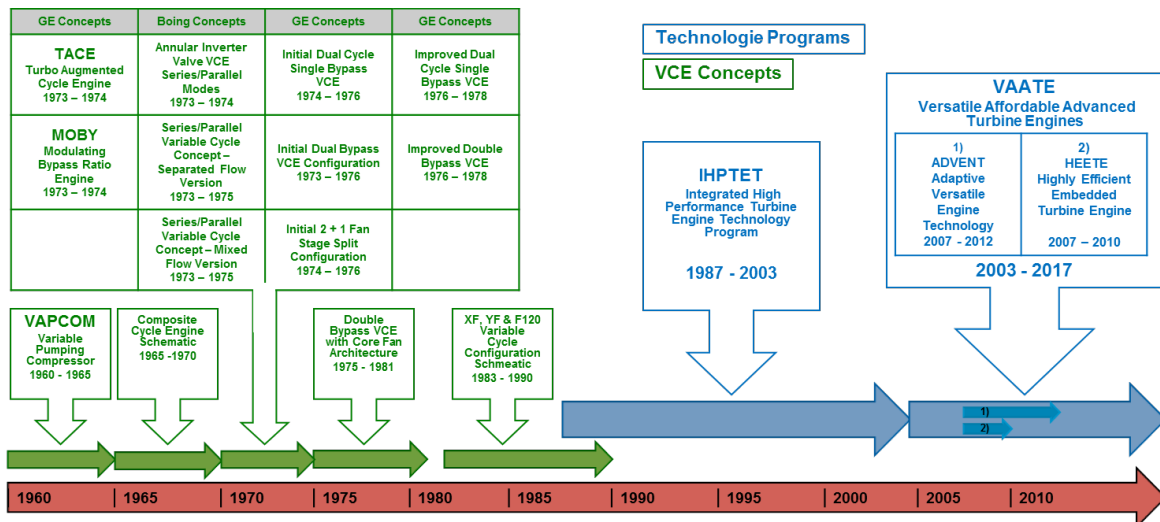 GE Concepts
Boing Concepts
GE Concepts
GE Concepts
TACE
Turbo Augmented
Cycle Engine
1973 – 1974
Annular Inverter
Valve VCE
Series/Parallel
Modes
1973 – 1974
Initial Dual Cycle
Single Bypass
VCE
1974 – 1976
Improved Dual
Cycle Single
Bypass VCE
1976 – 1978
MOBY
Modulating
Bypass Ratio
Engine
1973 – 1974
Series/Parallel
Variable Cycle
Concept – 
Separated Flow
Version
1973 – 1975
Initial Dual Bypass
VCE Configuration
1973 – 1976
Improved Double
Bypass VCE
1976 – 1978
Series/Parallel
Variable Cycle
Concept – Mixed
Flow Version
1973 – 1975
Initial 2 + 1 Fan
Stage Split
Configuration
1974 – 1976
Technologie Programs
VCE Concepts
VAATE
Versatile Affordable Advanced
Turbine Engines
1)
ADVENT
Adaptive
Versatile
Engine
Technology
2007 - 2012
2)
HEETE
Highly Efficient
Embedded
Turbine Engine
2007 – 2010
2003 - 2017
IHPTET
Integrated High
Performance Turbine
Engine Technology
Program
1987 - 2003
VAPCOM
Variable
Pumping
Compressor
1960 - 1965
Composite
Cycle Engine
Schematic
1965 -1970
Double
Bypass VCE
with Core Fan
Architecture
1975 - 1981
XF, YF & F120
Variable
Cycle
Configuration
Schmeatic
1983 - 1990
1)
2)
1960
1965
1970
1975
1980
1985
1990
1995
2000
2005
2010